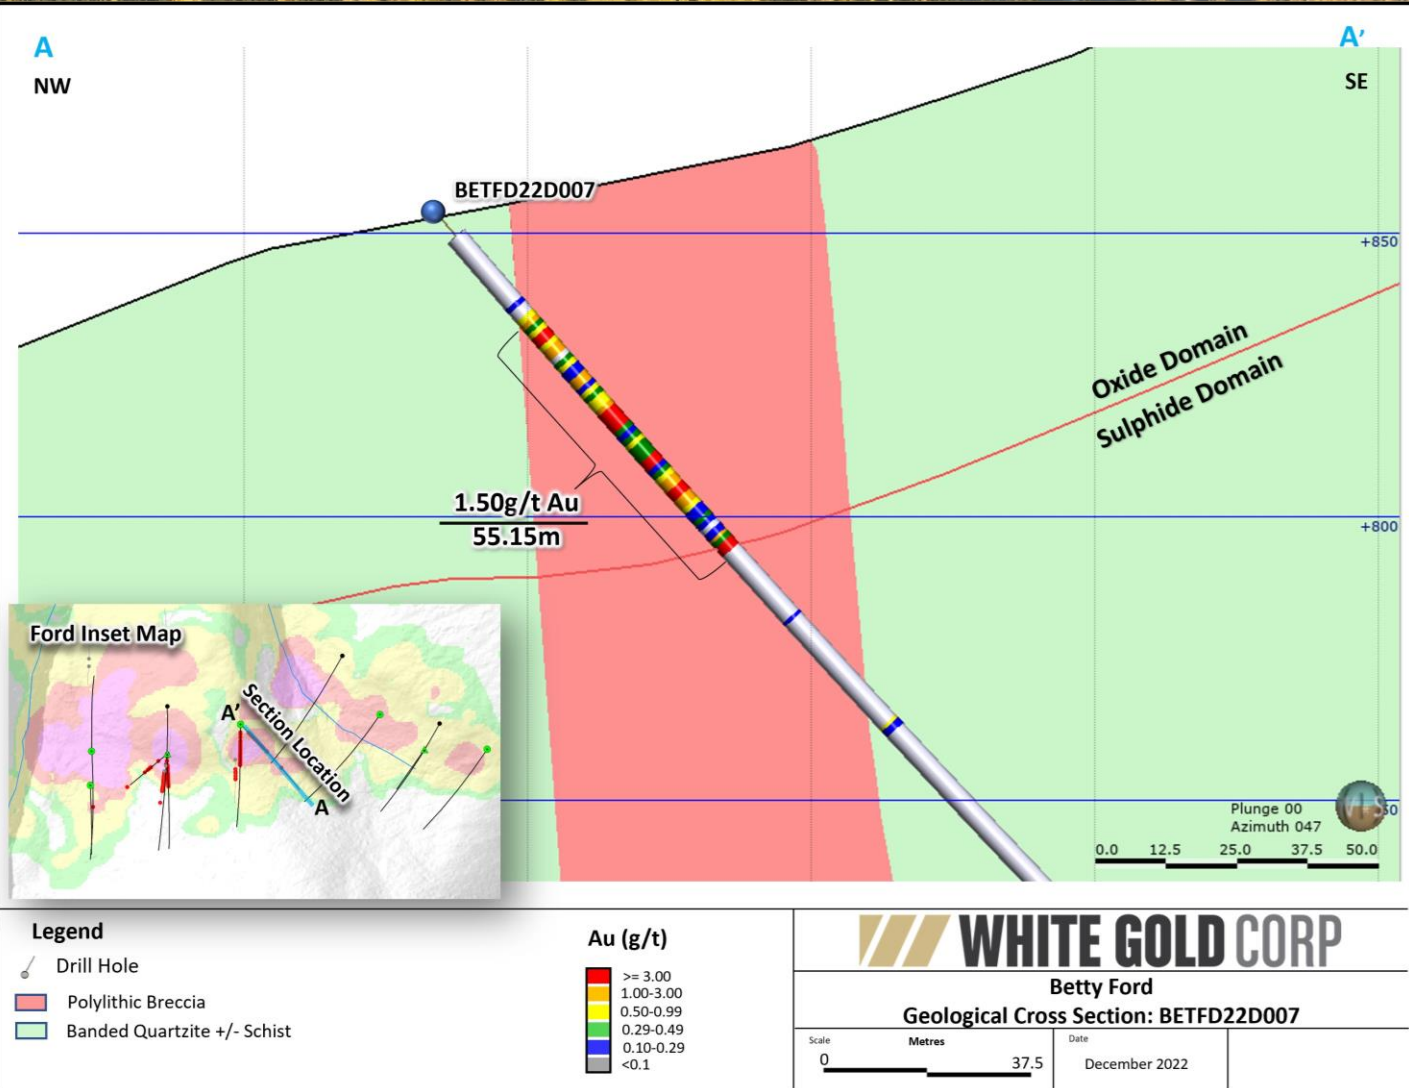 A
A'
NW
SE
BETFD22D007
+850
Oxide Domain
Sulphide Domain
1.50g/t Au
55.15m
+800
Ford Inset Map
A'
Section Location
A
Plunge 00
Azimuth 047
0.0 12.5 25.0 37.5 50.0
Legend
Drill Hole
Polylithic Breccia
Banded Quartzite +/- Schist
Au (g/t)
>= 3.00
1.00-3.00
0.50-0.99
0.29-0.49
0.10-0.29
<0.1
WHITE GOLD CORP
Betty Ford
Geological Cross Section: BETFD22D007
Scale Metres
0 37.5
Date
December 2022